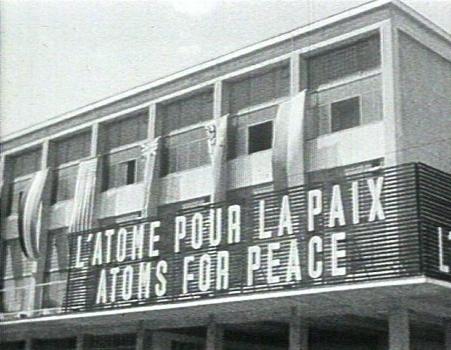 L'ATOME POUR LA PAIX
ATOMS FOR PEACE
L'